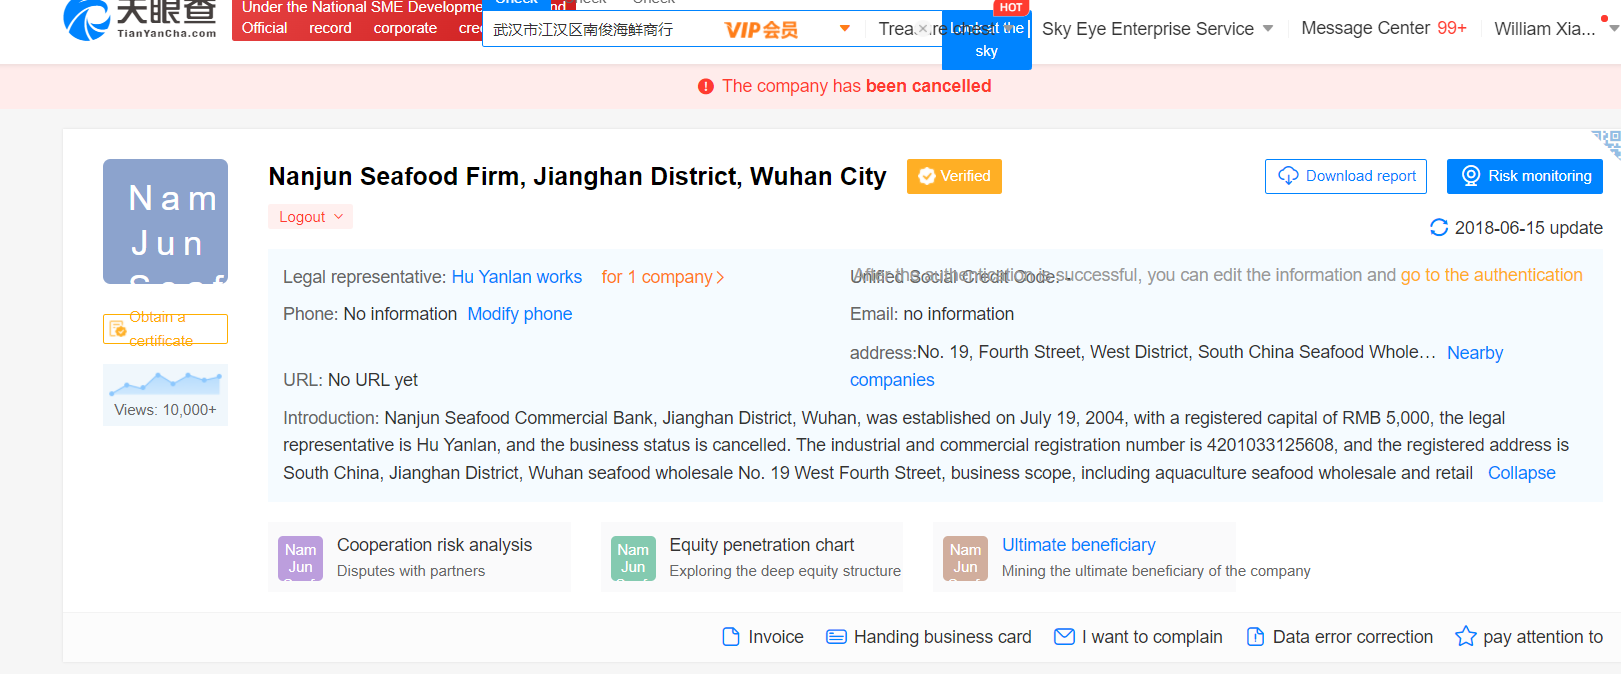 天眼查
TianYanCha.com
Under the National SME Developme nd
Official record corporate cre
Check
Check
武汉市江汉区南俊海鲜商行
VIP会员
Look at the
sky
HOT
Sky Eye Enterprise Service
Message Center 99+
William Xia...
The company has been cancelled
Nam
Jun
Seaf
Nanjun Seafood Firm, Jianghan District, Wuhan City
Verified
Download report
Risk monitoring
Logout
2018-06-15 update
Legal representative: Hu Yanlan works for 1 company
Unified Social Credit Code: -
After the authentication is successful, you can edit the information and go to the authentication
Obtain a
certificate
Phone: No information Modify phone
Email: no information
address:No. 19, Fourth Street, West District, South China Seafood Whole… Nearby
companies
URL: No URL yet
Views: 10,000+
Introduction: Nanjun Seafood Commercial Bank, Jianghan District, Wuhan, was established on July 19, 2004, with a registered capital of RMB 5,000, the legal
representative is Hu Yanlan, and the business status is cancelled. The industrial and commercial registration number is 4201033125608, and the registered address is
South China, Jianghan District, Wuhan seafood wholesale No. 19 West Fourth Street, business scope, including aquaculture seafood wholesale and retail Collapse
Nam
Jun
Cooperation risk analysis
Disputes with partners
Nam
Jun
Equity penetration chart
Exploring the deep equity structure
Nam
Jun
Ultimate beneficiary
Mining the ultimate beneficiary of the company
Invoice
Handing business card
I want to complain
Data error correction
pay attention to